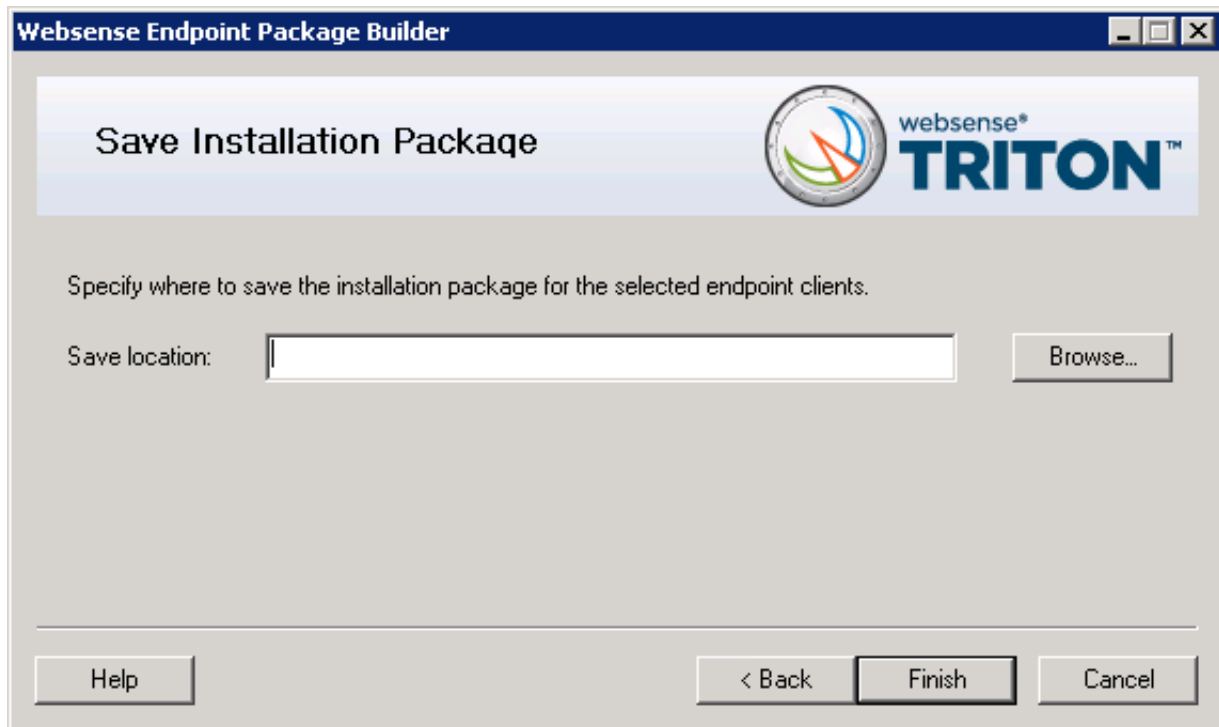 Websense Endpoint Package Builder
Save Installation Package
websense®
TRITON™
Specify where to save the installation package for the selected endpoint clients.
Save location:
Browse...
Help
< Back
Finish
Cancel